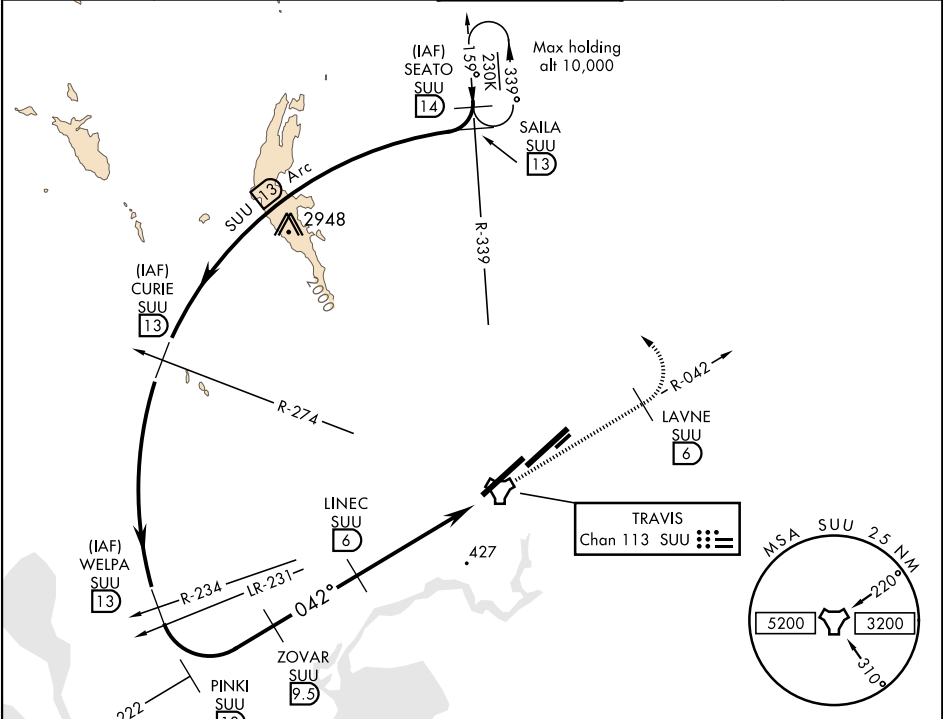 (IAF)
SEATO
SUU
14
159°
230K
339°
Max holding
alt 10,000
SAILA
SUU
13
SUU 13 Arc
2948
2000
R-339
(IAF)
CURIE
SUU
13
R-274
R-042
LAVNE
SUU
6
TRAVIS
Chan 113 SUU
LINEC
SUU
6
427
(IAF)
WELPA
SUU
13
R-234
LR-231
042°
ZOVAR
SUU
9.5
PINKI
SUU
222
MSA SUU 25 NM
220°
5200
3200
310°